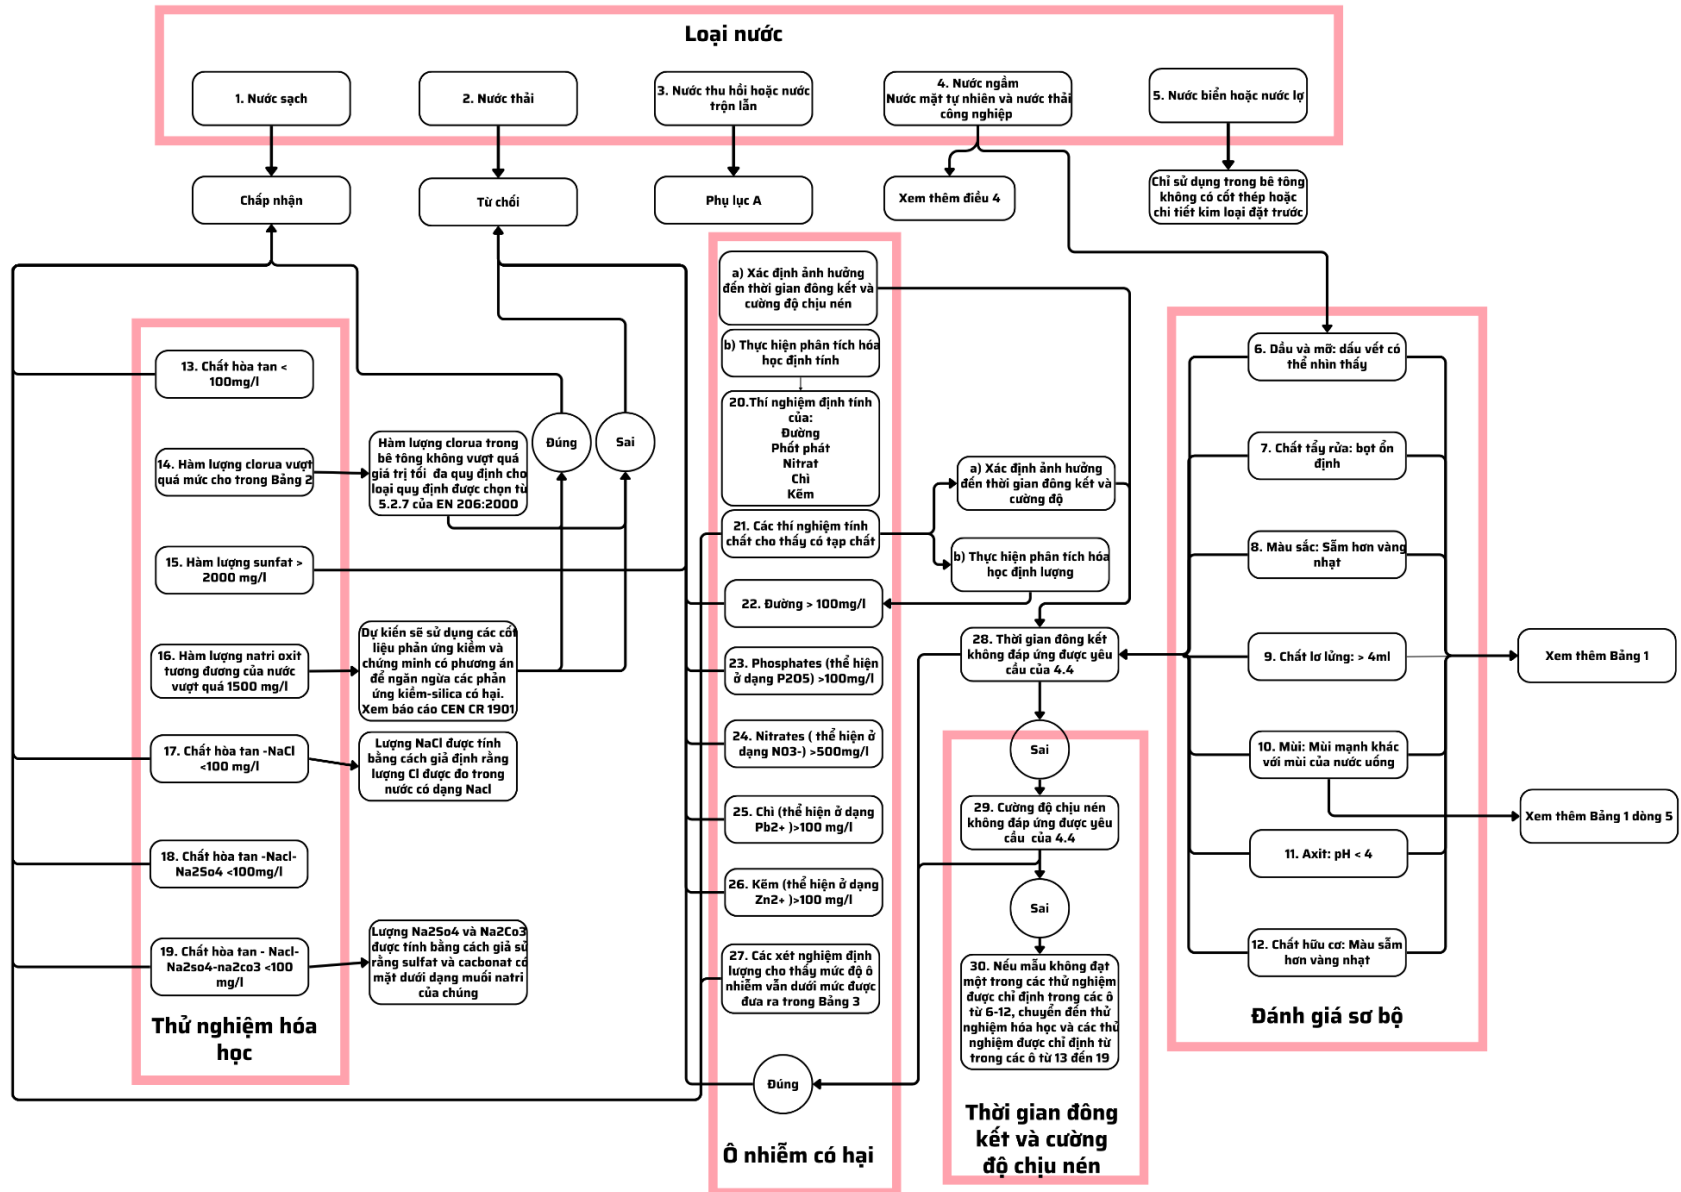 Loại nước
1. Nước sạch
2. Nước thải
3. Nước thu hồi hoặc nước
trộn lẫn
4. Nước ngầm
Nước mặt tự nhiên và nước thải
công nghiệp
5. Nước biển hoặc nước lợ
Chấp nhận
Từ chối
Phụ lục A
Xem thêm điều 4
Chỉ sử dụng trong bê tông
không có cốt thép hoặc
chi tiết kim loại đặt trước
13. Chất hòa tan <
100mg/l
14. Hàm lượng clorua vượt
quá mức cho trong Bảng 2
Hàm lượng clorua trong
bê tông không vượt quá
giá trị tối  đa quy định cho
loại quy định được chọn từ
5.2.7 của EN 206:2000
Đúng
Sai
15. Hàm lượng sunfat >
2000 mg/l
16. Hàm lượng natri oxit
tương đương của nước
vượt quá 1500 mg/l
Dự kiến sẽ sử dụng các cốt
liệu phản ứng kiềm và
chứng minh có phương án
để ngăn ngừa các phản
ứng kiềm-silica có hại.
Xem báo cáo CEN CR 1901
17. Chất hòa tan -NaCl
<100 mg/l
Lượng NaCl được tính
bằng cách giả định rằng
lượng Cl được đo trong
nước có dạng Nacl
18. Chất hòa tan -Nacl-
Na2So4 <100mg/l
19. Chất hòa tan - Nacl-
Na2so4-na2co3 <100
mg/l
Lượng Na2So4 và Na2Co3
được tính bằng cách giả sử
rằng sulfat và cacbonat có
mặt dưới dạng muối natri
của chúng
Thử nghiệm hóa
học
a) Xác định ảnh hưởng
đến thời gian đông kết và
cường độ chịu nén
b) Thực hiện phân tích hóa
học định tính
20.Thí nghiệm định tính
của:
Đường
Phốt phát
Nitrat
Chì
Kẽm
21. Các thí nghiệm tính
chất cho thấy có tạp chất
22. Đường > 100mg/l
23. Phosphates (thể hiện
ở dạng P2O5) >100mg/l
24. Nitrates ( thể hiện ở
dạng NO3-) >500mg/l
25. Chì (thể hiện ở dạng
Pb2+ )>100 mg/l
26. Kẽm (thể hiện ở dạng
Zn2+ )>100 mg/l
27. Các xét nghiệm định
lượng cho thấy mức độ ô
nhiễm vẫn dưới mức được
đưa ra trong Bảng 3
Đúng
Ô nhiễm có hại
a) Xác định ảnh hưởng
đến thời gian đông kết và
cường độ
b) Thực hiện phân tích hóa
học định lượng
28. Thời gian đông kết
không đáp ứng được yêu
cầu của 4.4
Sai
29. Cường độ chịu nén
không đáp ứng được yêu
cầu  của 4.4
Sai
30. Nếu mẫu không đạt
một trong các thử nghiệm
được chỉ định trong các ô
từ 6-12, chuyển đến thử
nghiệm hóa học và các thử
nghiệm được chỉ định từ
trong các ô từ 13 đến 19
Thời gian đông
kết và cường
độ chịu nén
6. Dầu và mỡ: dấu vết có
thể nhìn thấy
7. Chất tẩy rửa: bọt ổn
định
8. Màu sắc: Sẫm hơn vàng
nhạt
9. Chất lơ lửng: > 4ml
10. Mùi: Mùi mạnh khác
với mùi của nước uống
11. Axit: pH < 4
12. Chất hữu cơ: Màu sẫm
hơn vàng nhạt
Đánh giá sơ bộ
Xem thêm Bảng 1
Xem thêm Bảng 1 dòng 5